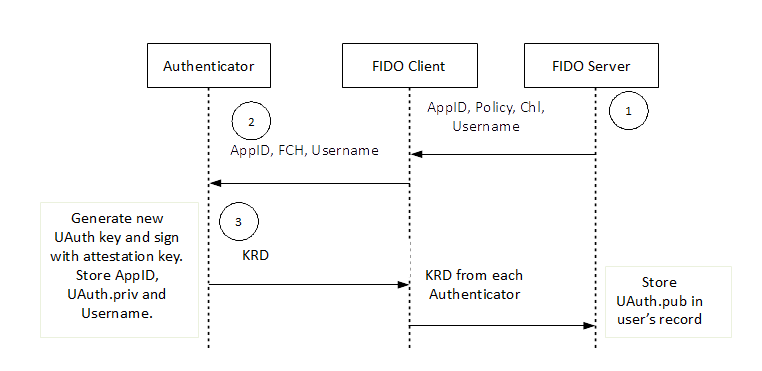 Authenticator
FIDO Client
FIDO Server
1
AppID, Policy, Chl,
Username
2
AppID, FCH, Username
3
Generate new
UAuth key and sign
with attestation key.
Store AppID,
UAuth.priv and
Username.
KRD
KRD from each
Authenticator
Store
UAuth.pub in
user's record